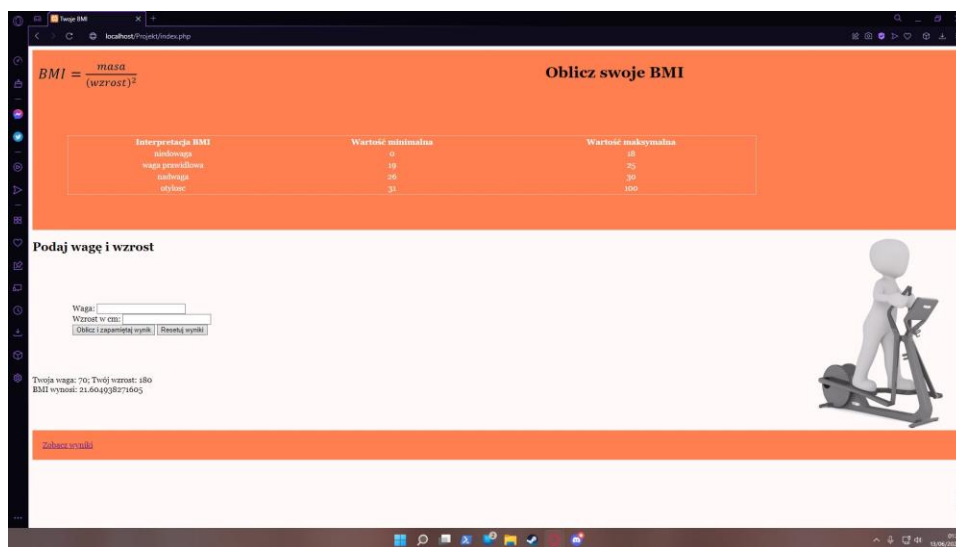 Twoje BMI
localhost/Projekt/index.php
BMI = masa
(wzrost)²
Oblicz swoje BMI
Interpretacja BMI Wartość minimalna Wartość maksymalna
niedowaga 0 18
waga prawidłowa 19 25
nadwaga 26 30
otyłość 31 100
Podaj wagę i wzrost
Waga:
Wzrost w cm:
Oblicz i zapamiętaj wynik Resetuj wyniki
Twoja waga: 70; Twój wzrost: 180
BMI wynosi: 21.604938271605
Zobacz wyniki